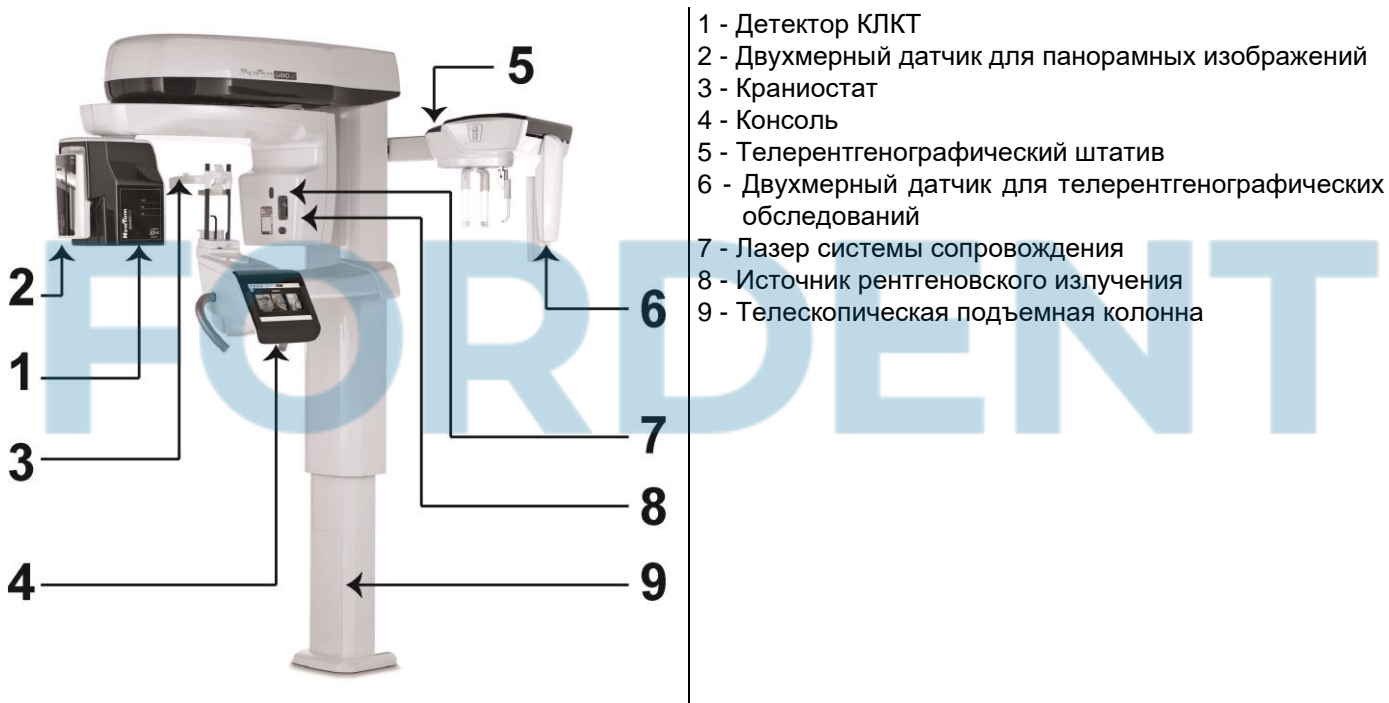 5
6
7
8
9
2
1
3
4
NewTom
1 - Детектор КЛКТ
2 - Двухмерный датчик для панорамных изображений
3 - Краниостат
4 - Консоль
5 - Телерентгенографический штатив
6 - Двухмерный датчик для телерентгенографических
обследований
7 - Лазер системы сопровождения
8 - Источник рентгеновского излучения
9 - Телескопическая подъемная колонна
FORDENT